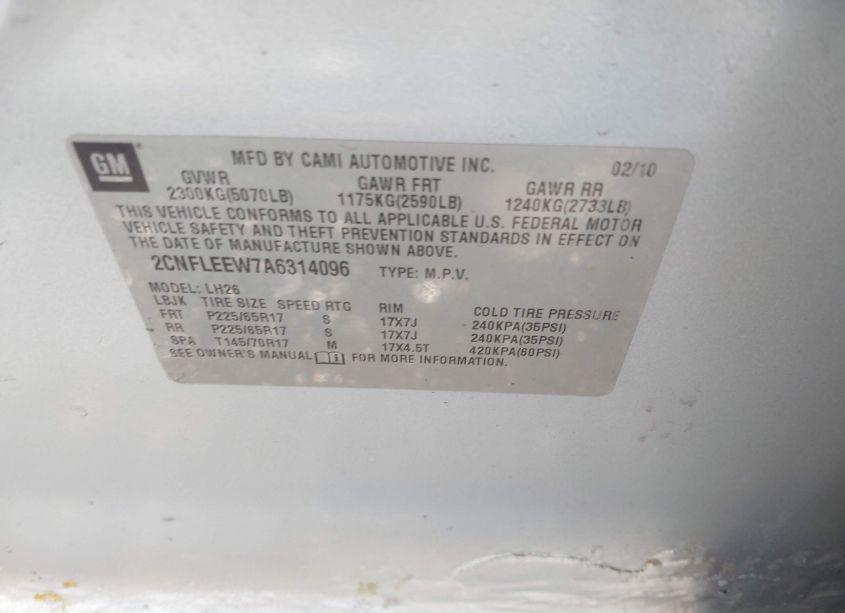 GM
MFD BY CAMI AUTOMOTIVE INC. 02/10
GVWR GAWR FRT GAWR RR
2300KG(5070LB) 1175KG(2590LB) 1240KG(2733LB)
THIS VEHICLE CONFORMS TO ALL APPLICABLE U.S. FEDERAL MOTOR
VEHICLE SAFETY AND THEFT PREVENTION STANDARDS IN EFFECT ON
THE DATE OF MANUFACTURE SHOWN ABOVE.
2CNFLEEW7A6314096 TYPE: M.P.V.
MODEL: LH26
LBJK TIRE SIZE SPEED RTG RIM COLD TIRE PRESSURE
FRT P225/65R17 S 17X7J 240KPA(35PSI)
RR P225/65R17 S 17X7J 240KPA(35PSI)
SPA T145/70R17 M 17X4.5T 420KPA(60PSI)
SEE OWNER'S MANUAL FOR MORE INFORMATION.